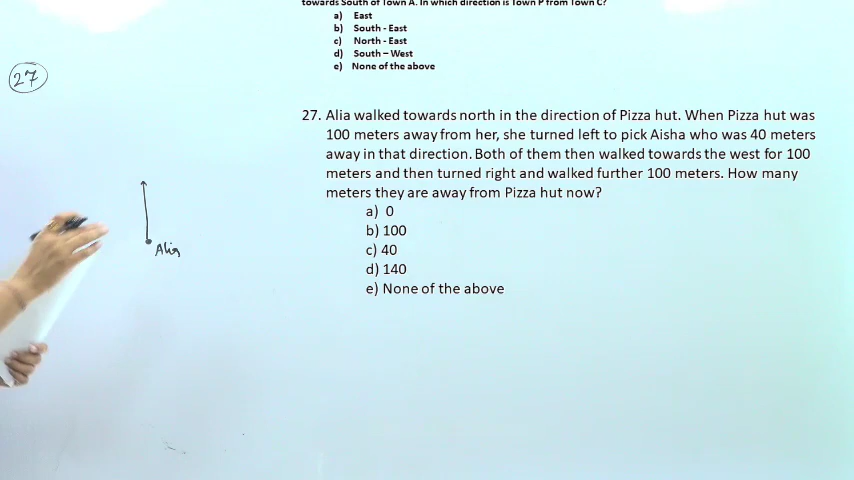 towards South of Town A. In which direction is Town P from Town C?
a) East
b) South - East
c) North - East
d) South – West
e) None of the above
27
27. Alia walked towards north in the direction of Pizza hut. When Pizza hut was
100 meters away from her, she turned left to pick Aisha who was 40 meters
away in that direction. Both of them then walked towards the west for 100
meters and then turned right and walked further 100 meters. How many
meters they are away from Pizza hut now?
a) 0
b) 100
c) 40
d) 140
e) None of the above
Alia